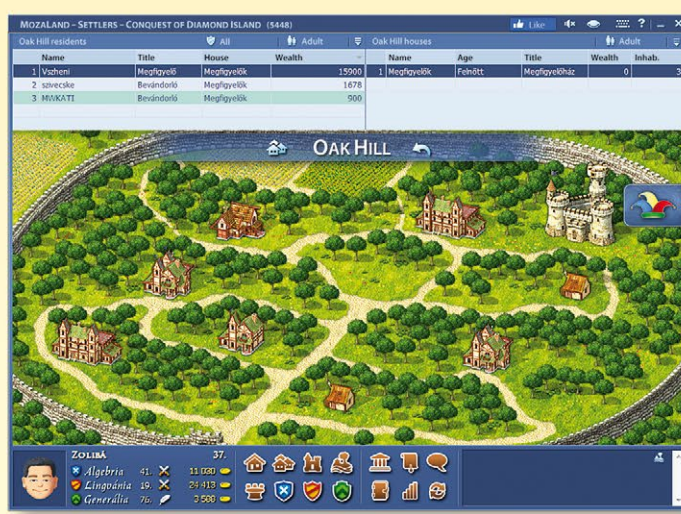 MOZALAND – SETTLERS – CONQUEST OF DIAMOND ISLAND (5448) Like ?
Oak Hill residents All Adult Oak Hill houses Adult
Name Title House Wealth Name Age Title Wealth Inhab.
1 Vszheni Megfigyelő Megfigyelők 15900 1 Megfigyelők Felnőtt Megfigyelőház 0 3
2 szivecske Bevándorló Megfigyelők 1678
3 MWKATI Bevándorló Megfigyelők 900
OAK HILL
ZOLIBÁ 37.
Algebria 41. 11 030
Lingvánia 19. 24 413
Generália 76. 3 508